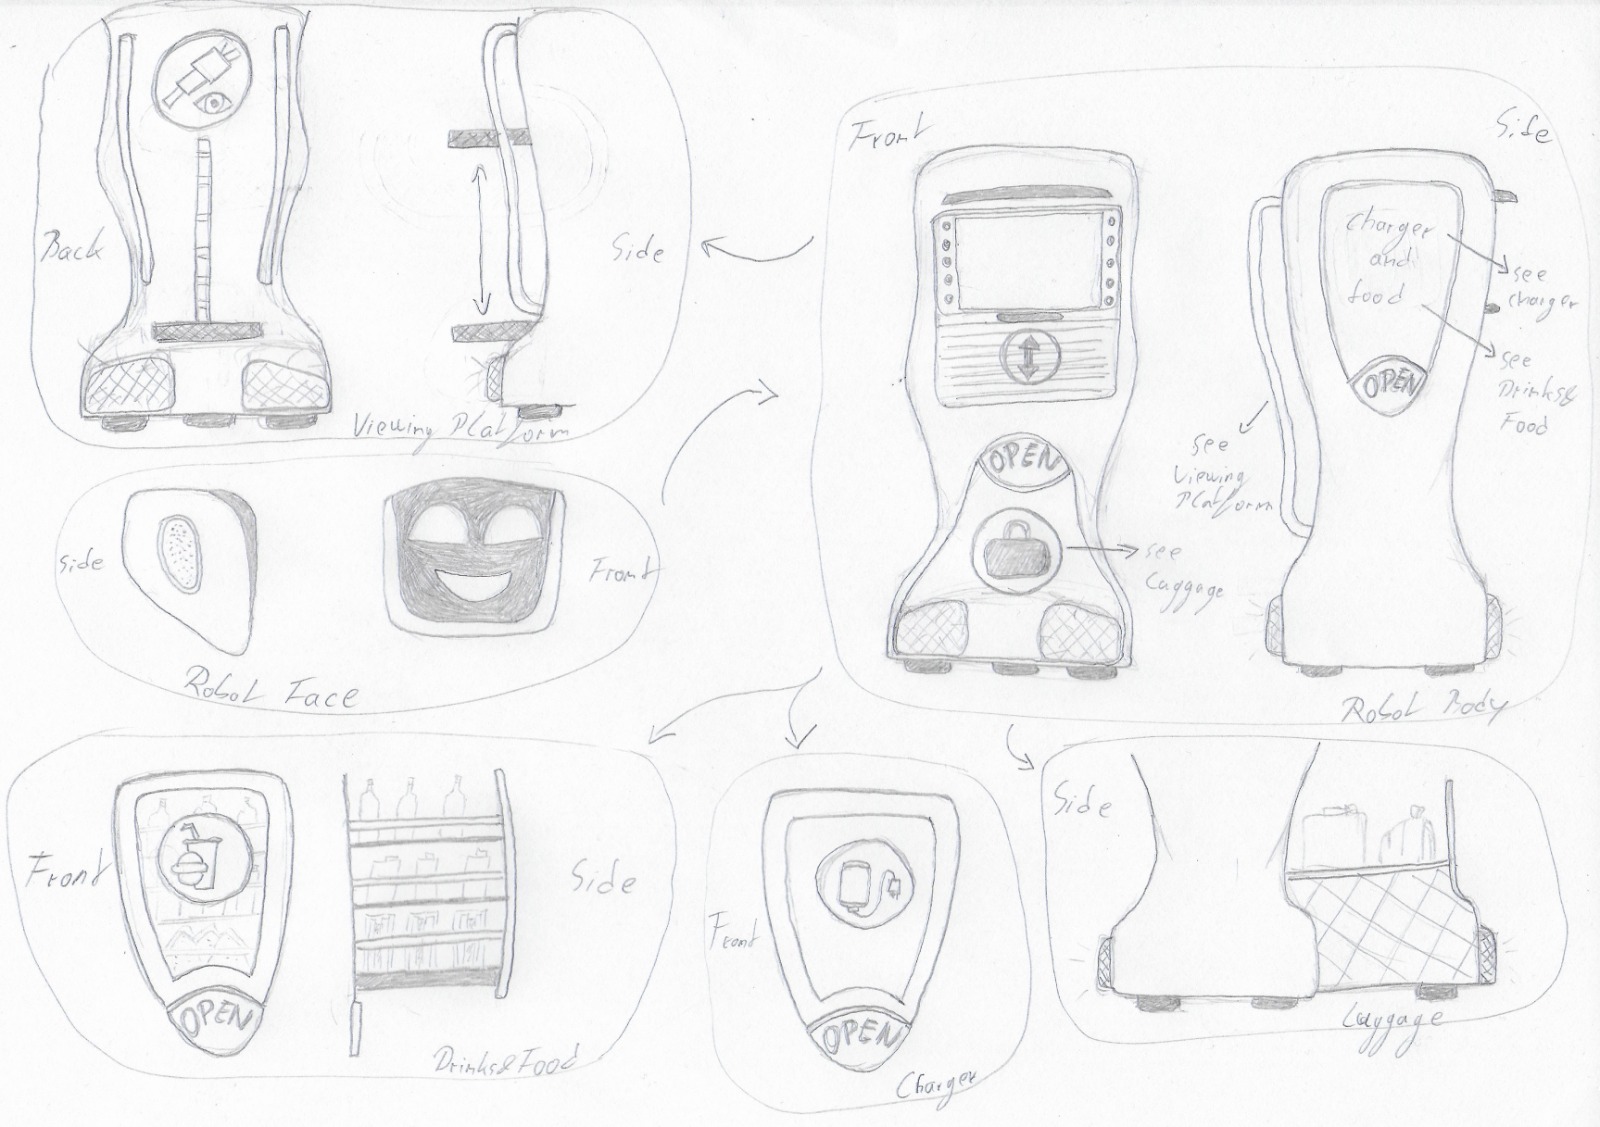 Back
Side
Viewing Platform
Side
Front
Robot Face
Front
Side
charger
and
food
OPEN
see
charger
see
Drinks&
Food
see
Viewing
Platform
OPEN
see
Luggage
Robot Body
Front
Side
OPEN
Drinks&Food
Front
OPEN
Charger
Side
Luggage